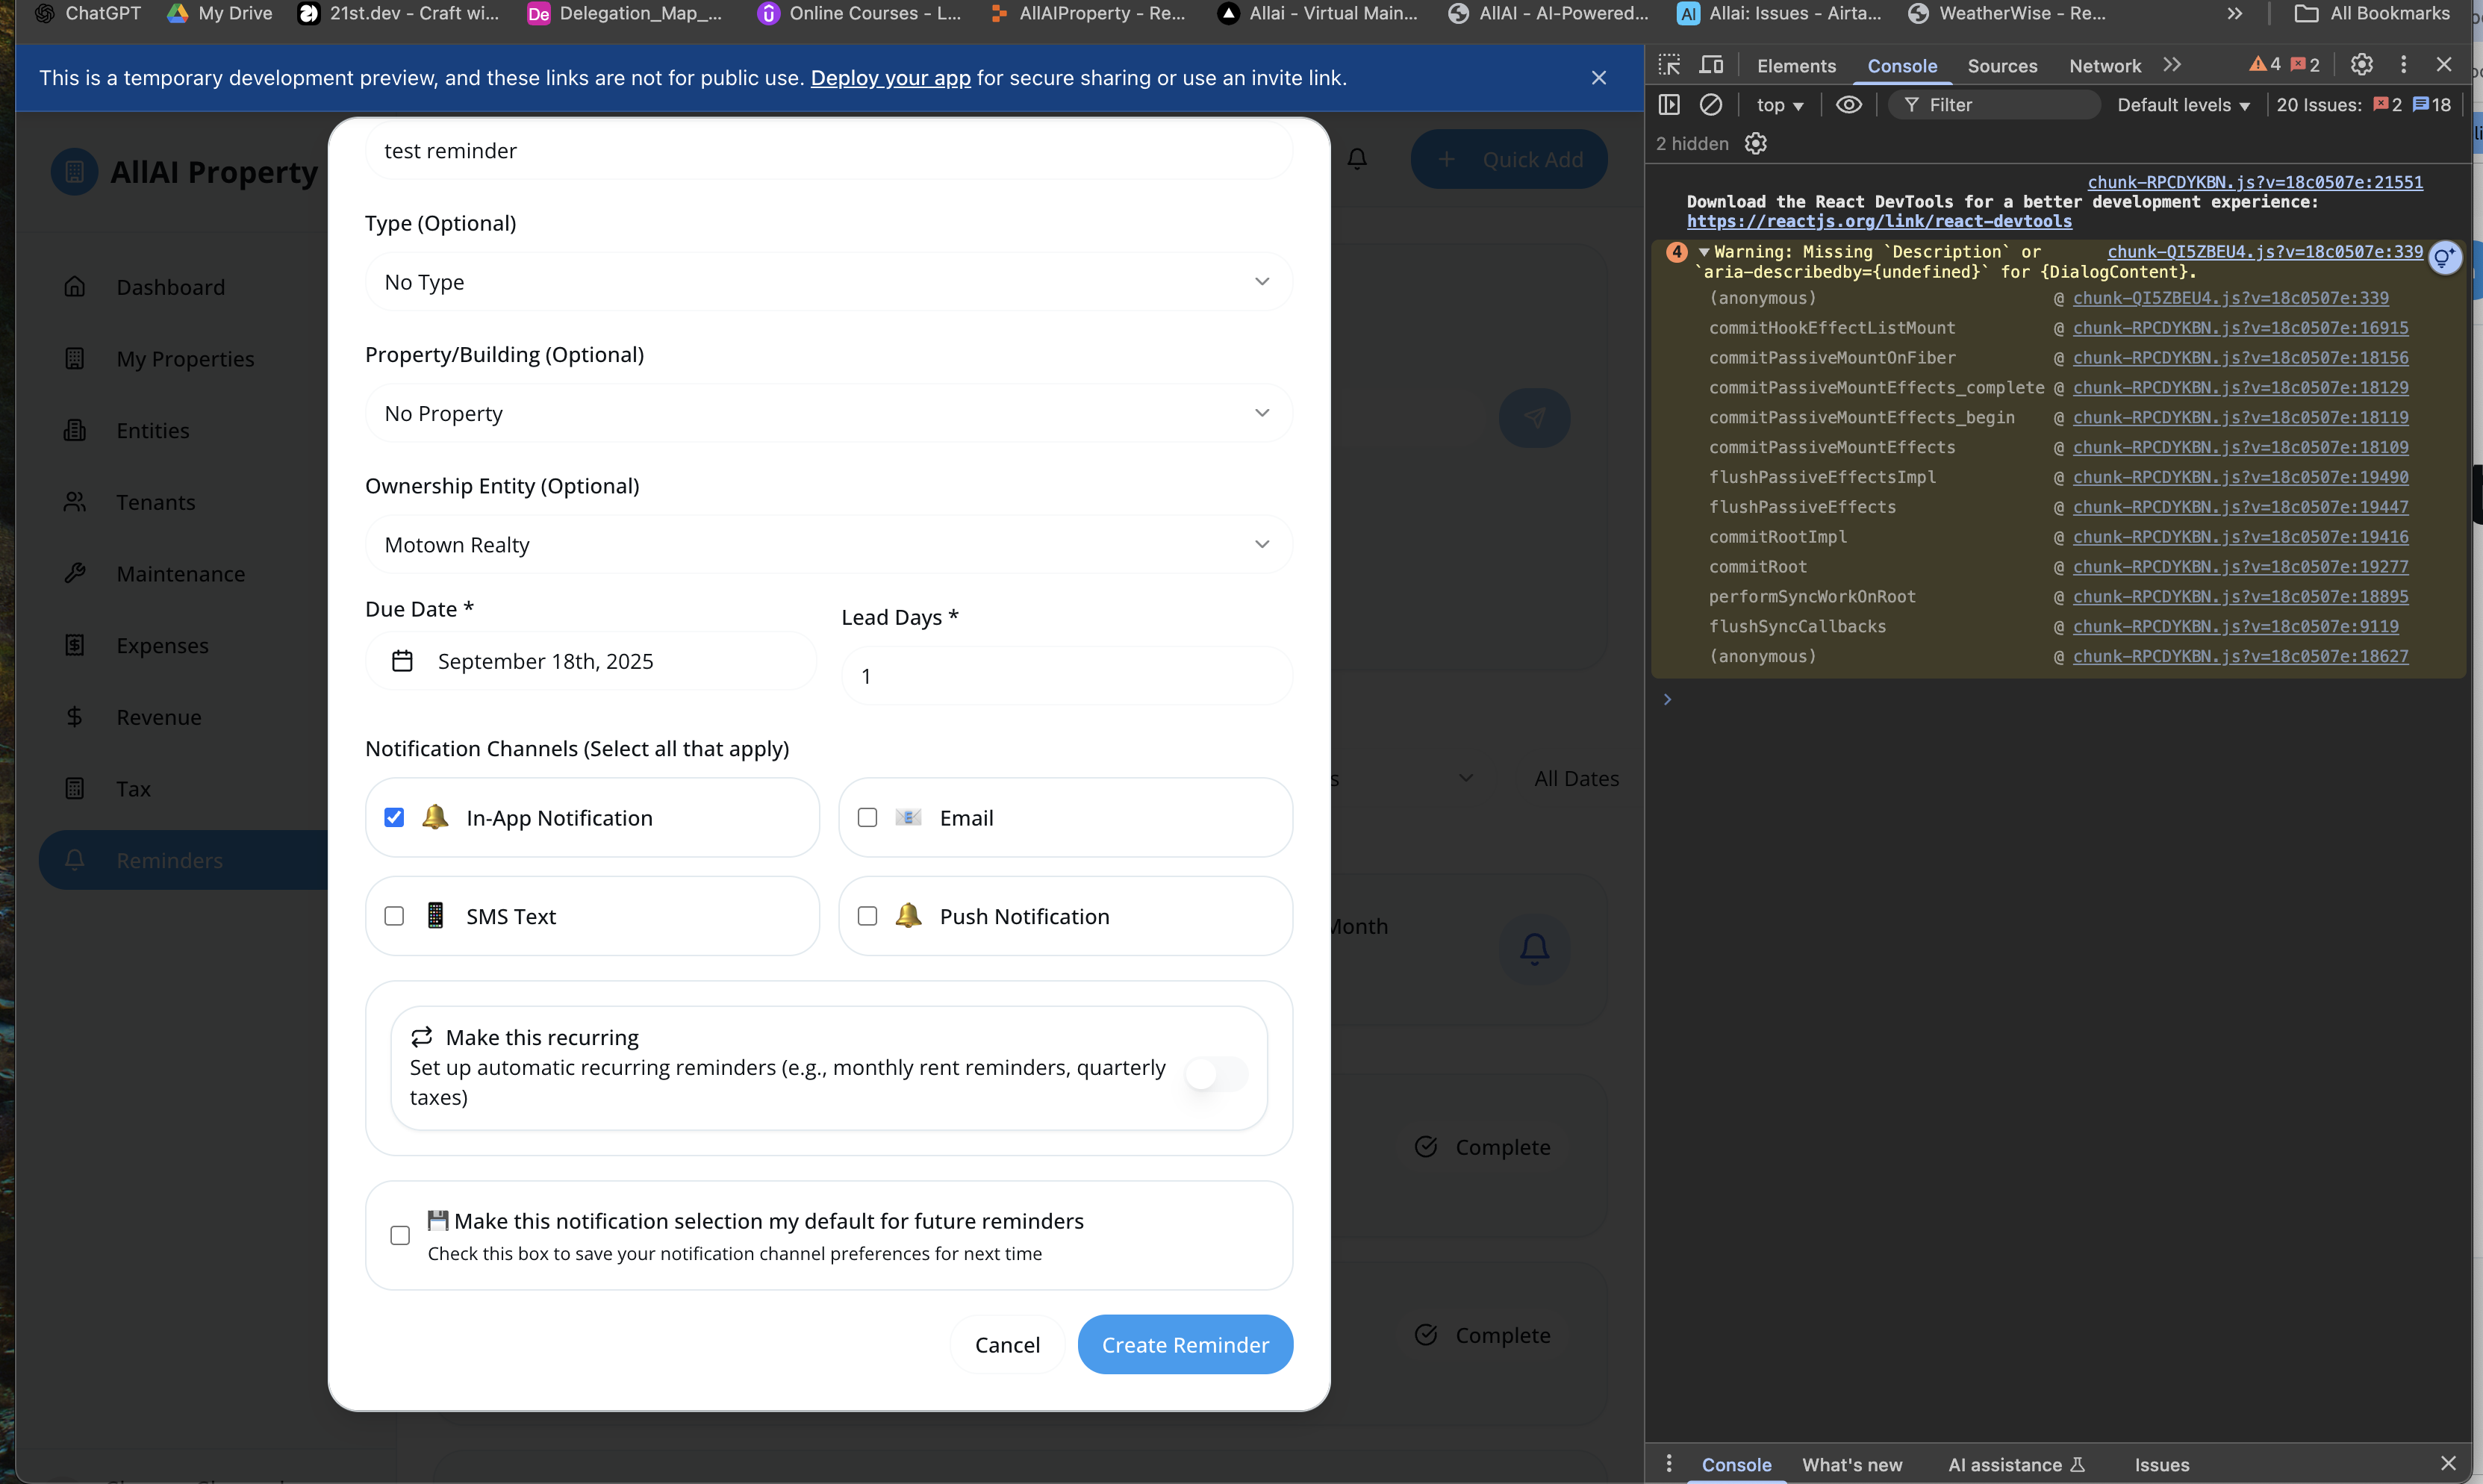 ChatGPT
My Drive
21st.dev - Craft wi...
De
Delegation_Map_...
Online Courses - L...
AllAIProperty - Re...
Allai - Virtual Main...
AllAI - AI-Powered...
AI
Allai: Issues - Airta...
WeatherWise - Re...
All Bookmarks
This is a temporary development preview, and these links are not for public use. Deploy your app for secure sharing or use an invite link.
AllAI Property
Dashboard
My Properties
Entities
Tenants
Maintenance
Expenses
Revenue
Tax
Reminders
Quick Add
test reminder
Type (Optional)
No Type
Property/Building (Optional)
No Property
Ownership Entity (Optional)
Motown Realty
Due Date *
September 18th, 2025
Lead Days *
1
Notification Channels (Select all that apply)
In-App Notification
Email
SMS Text
Push Notification
Make this recurring
Set up automatic recurring reminders (e.g., monthly rent reminders, quarterly
taxes)
Make this notification selection my default for future reminders
Check this box to save your notification channel preferences for next time
Cancel
Create Reminder
All Dates
Month
Complete
Complete
Elements
Console
Sources
Network
4
2
top
Filter
Default levels
20 Issues:
2
18
2 hidden
chunk-RPCDYKBN.js?v=18c0507e:21551
Download the React DevTools for a better development experience:
https://reactjs.org/link/react-devtools
4
Warning: Missing `Description` or chunk-QI5ZBEU4.js?v=18c0507e:339
`aria-describedby={undefined}` for {DialogContent}.
(anonymous) @ chunk-QI5ZBEU4.js?v=18c0507e:339
commitHookEffectListMount @ chunk-RPCDYKBN.js?v=18c0507e:16915
commitPassiveMountOnFiber @ chunk-RPCDYKBN.js?v=18c0507e:18156
commitPassiveMountEffects_complete @ chunk-RPCDYKBN.js?v=18c0507e:18129
commitPassiveMountEffects_begin @ chunk-RPCDYKBN.js?v=18c0507e:18119
commitPassiveMountEffects @ chunk-RPCDYKBN.js?v=18c0507e:18109
flushPassiveEffectsImpl @ chunk-RPCDYKBN.js?v=18c0507e:19490
flushPassiveEffects @ chunk-RPCDYKBN.js?v=18c0507e:19447
commitRootImpl @ chunk-RPCDYKBN.js?v=18c0507e:19416
commitRoot @ chunk-RPCDYKBN.js?v=18c0507e:19277
performSyncWorkOnRoot @ chunk-RPCDYKBN.js?v=18c0507e:18895
flushSyncCallbacks @ chunk-RPCDYKBN.js?v=18c0507e:9119
(anonymous) @ chunk-RPCDYKBN.js?v=18c0507e:18627
Console
What's new
AI assistance
Issues